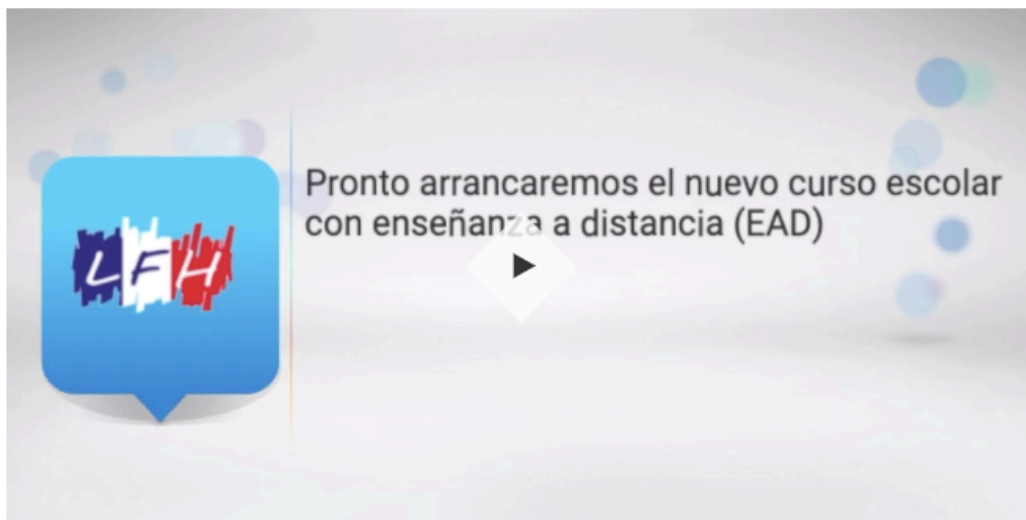 LFH
Pronto arrancaremos el nuevo curso escolar
con enseñanza a distancia (EAD)